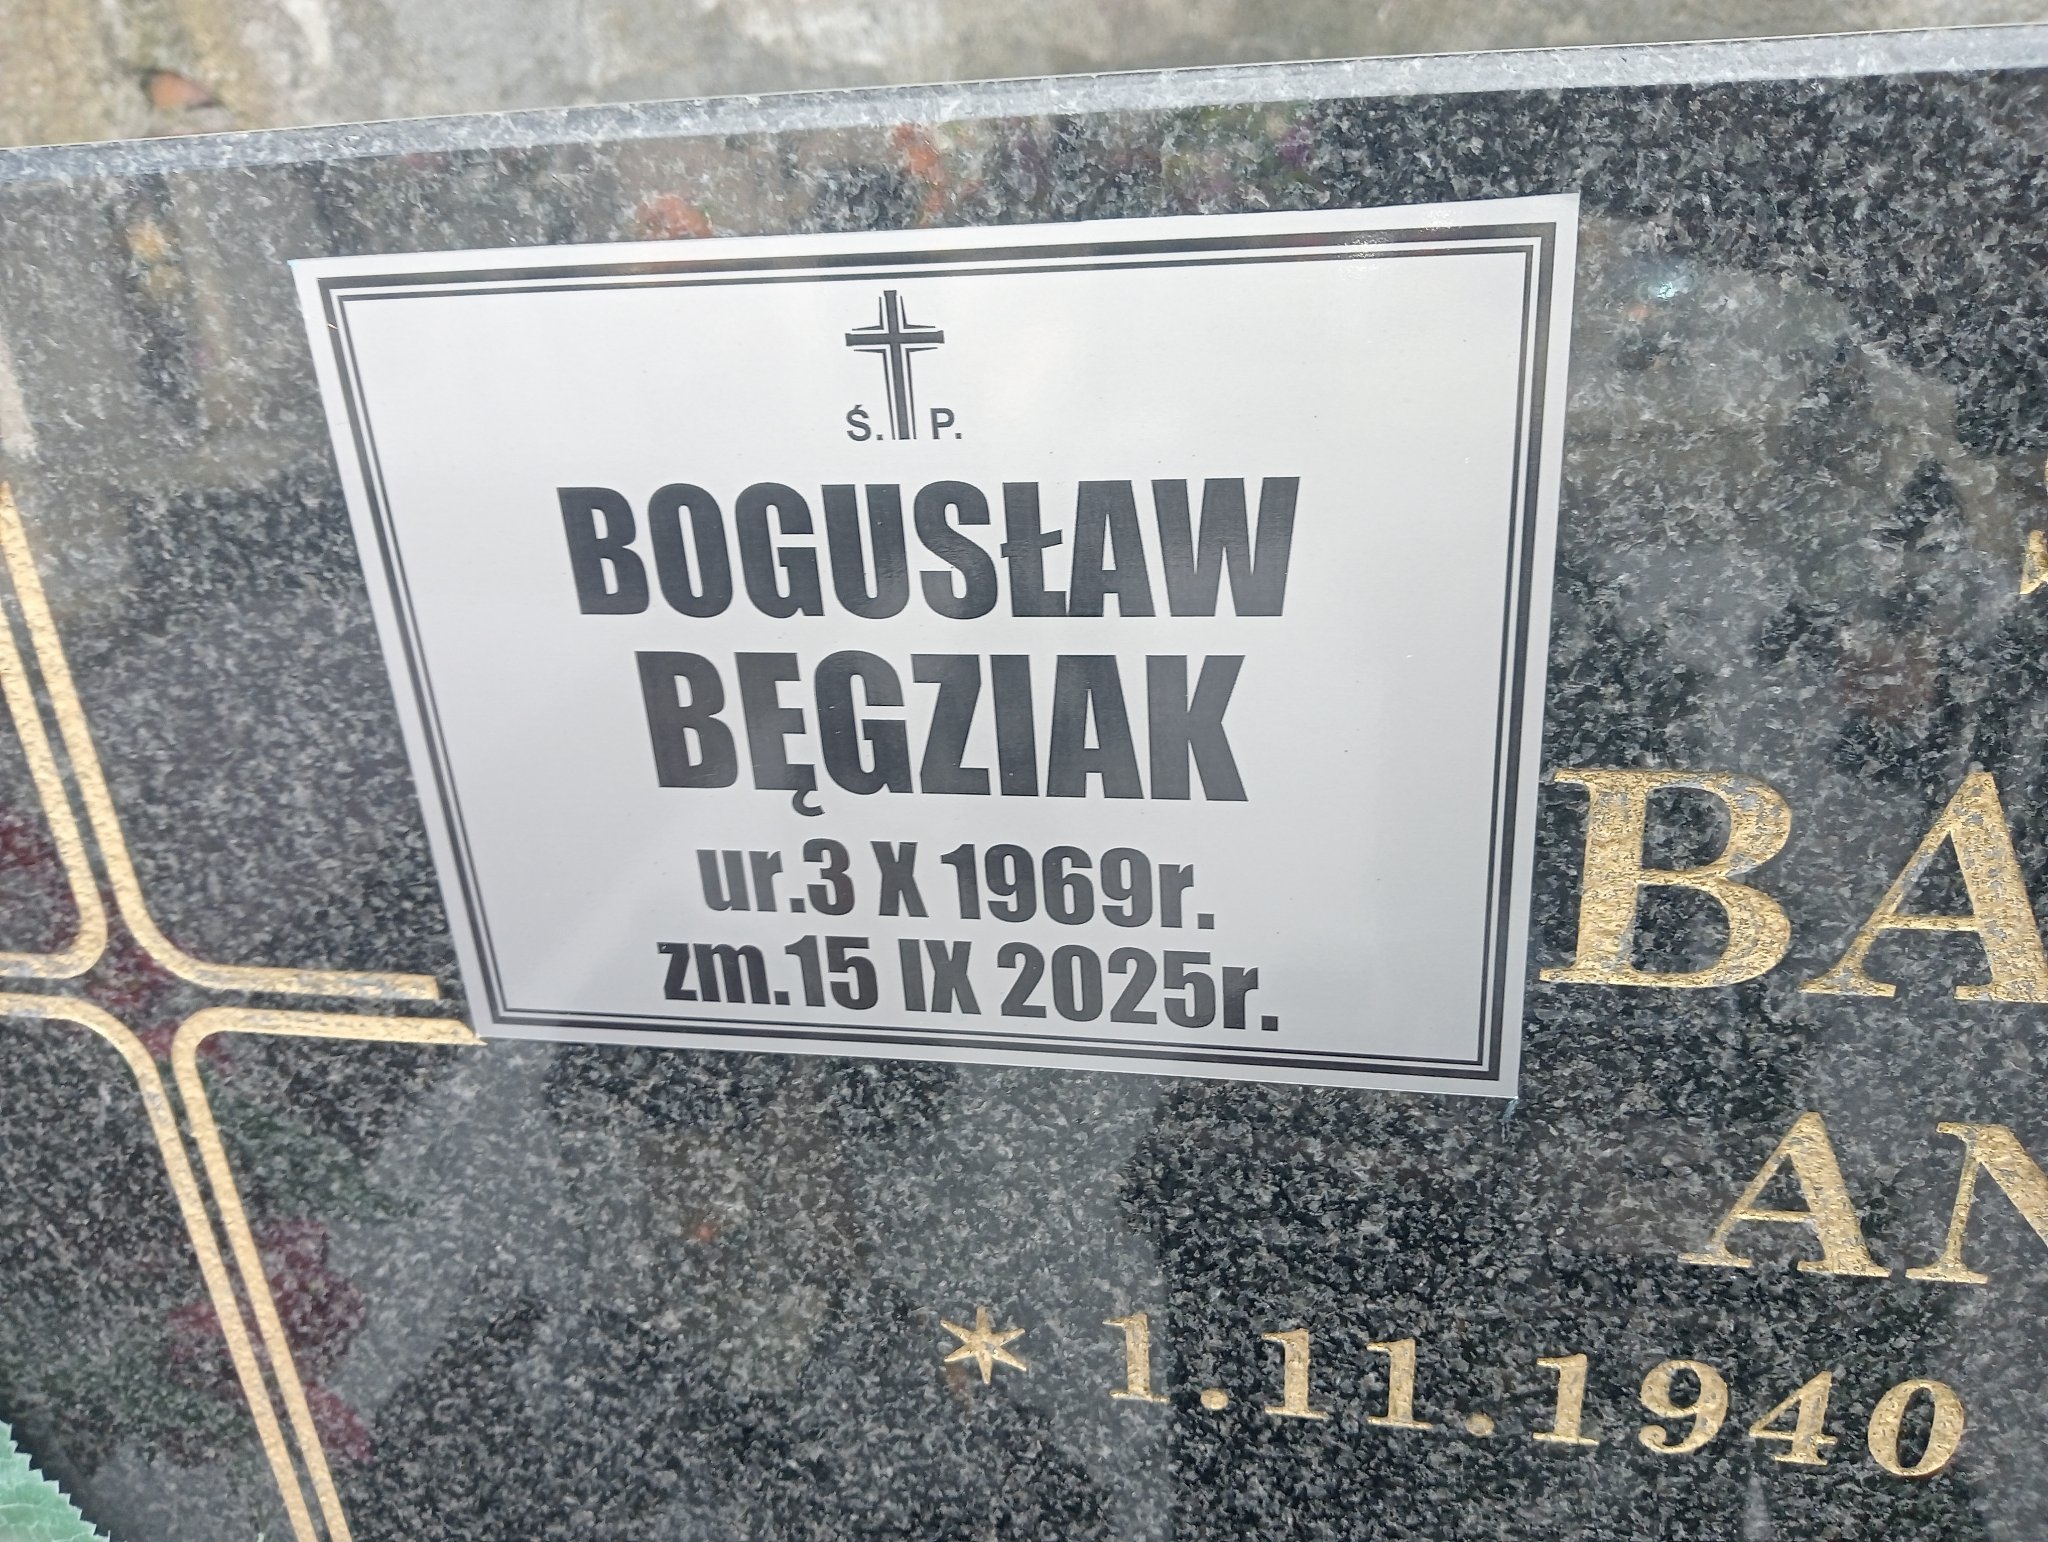 Ś. P.
BOGUSŁAW
BĘGZIAK
ur.3 X 1969r.
zm.15 IX 2025r.
BA
AN
* 1.11.1940